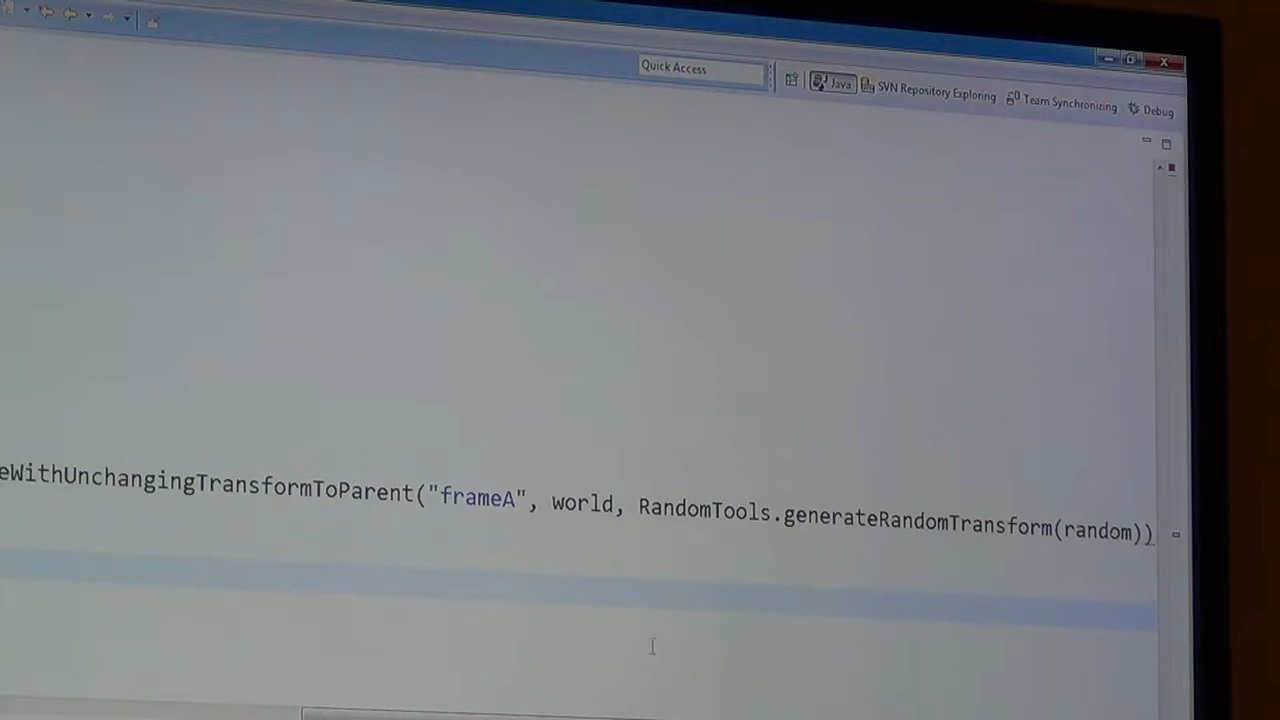 Quick Access
Java SVN Repository Exploring Team Synchronizing Debug
eWithUnchangingTransformToParent("frameA", world, RandomTools.generateRandomTransform(random))